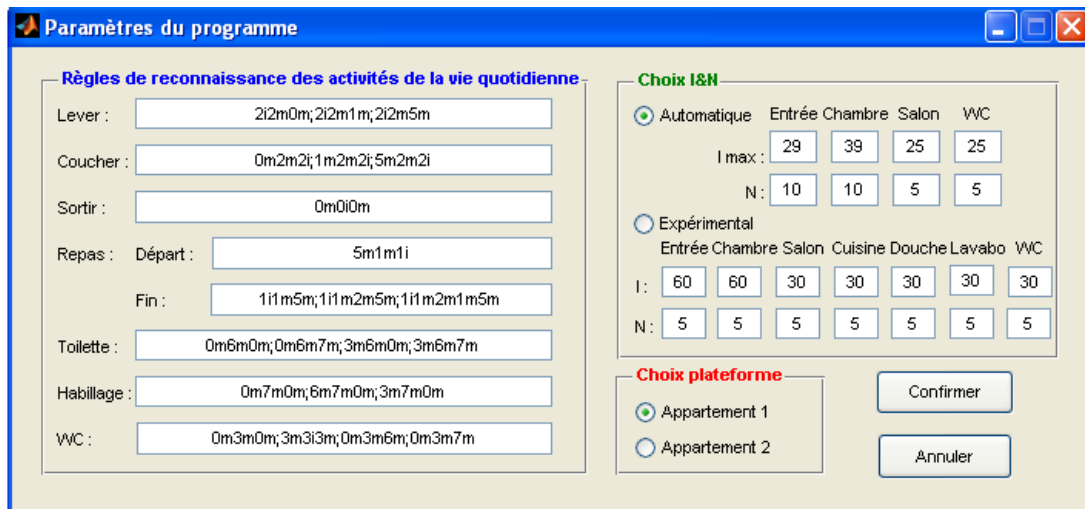 Paramètres du programme
Règles de reconnaissance des activités de la vie quotidienne
Lever : 2i2m0m;2i2m1m;2i2m5m
Coucher : 0m2m2i;1m2m2i;5m2m2i
Sortir : 0m0i0m
Repas : Départ : 5m1m1i
Fin : 1i1m5m;1i1m2m5m;1i1m2m1m5m
Toilette : 0m6m0m;0m6m7m;3m6m0m;3m6m7m
Habillage : 0m7m0m;6m7m0m;3m7m0m
WC : 0m3m0m;3m3i3m;0m3m6m;0m3m7m
Choix I&N
Automatique Entrée Chambre Salon WC
I max : 29 39 25 25
N : 10 10 5 5
Expérimental
Entrée Chambre Salon Cuisine Douche Lavabo WC
I : 60 60 30 30 30 30 30
N : 5 5 5 5 5 5 5
Choix plateforme
Appartement 1
Appartement 2
Confirmer
Annuler